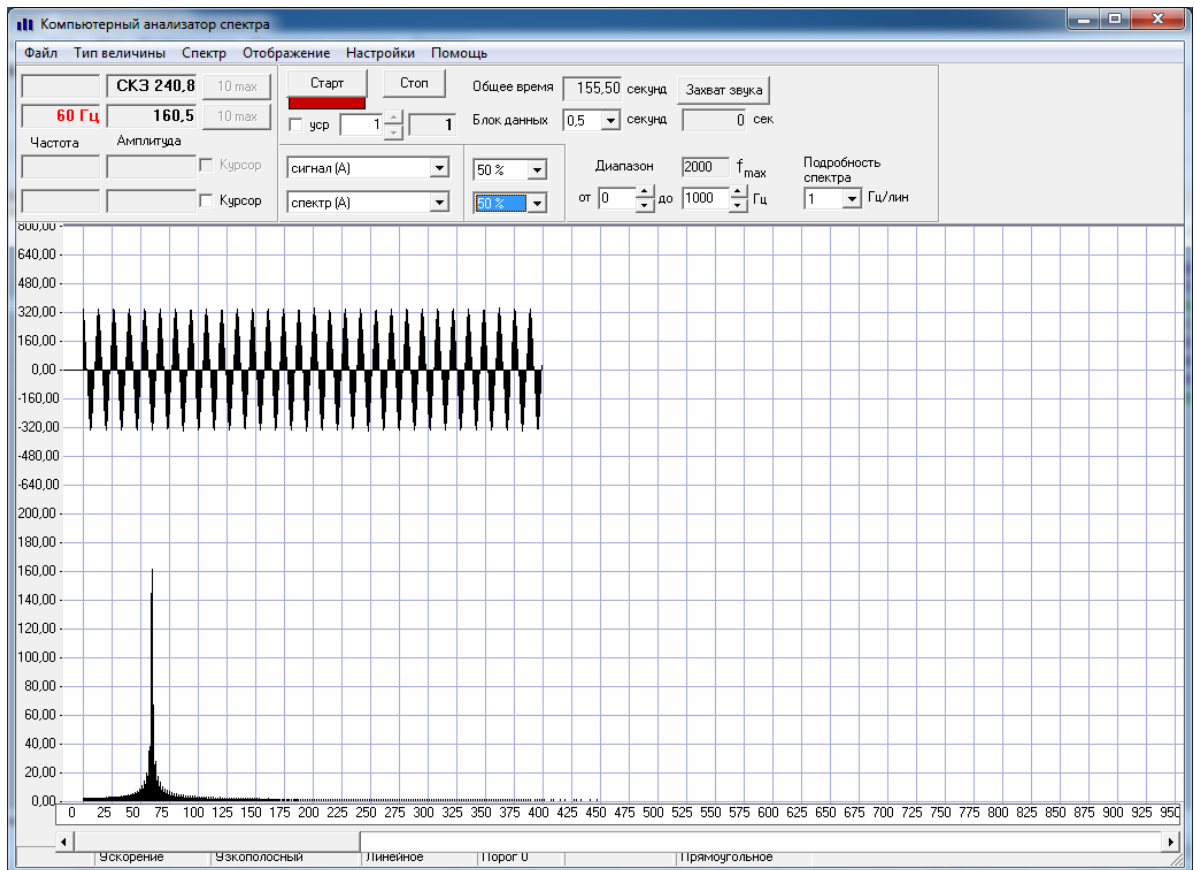 Компьютерный анализатор спектра
Файл Тип величины Спектр Отображение Настройки Помощь
СКЗ 240,8 10 max Старт Стоп Общее время 155,50 секунд Захват звука
60 Гц 160,5 10 max уср 1 1 Блок данных 0,5 секунд 0 сек
Частота Амплитуда
Курсор сигнал (A) 50 % Диапазон 2000 fmax Подробность спектра
Курсор спектр (A) 50 % от 0 до 1000 Гц 1 Гц/лин
800,00
640,00
480,00
320,00
160,00
0,00
-160,00
-320,00
-480,00
-640,00
200,00
180,00
160,00
140,00
120,00
100,00
80,00
60,00
40,00
20,00
0,00
0 25 50 75 100 125 150 175 200 225 250 275 300 325 350 375 400 425 450 475 500 525 550 575 600 625 650 675 700 725 750 775 800 825 850 875 900 925 950
Ускорение Узкополосный Линейное Порог 0 Прямоугольное